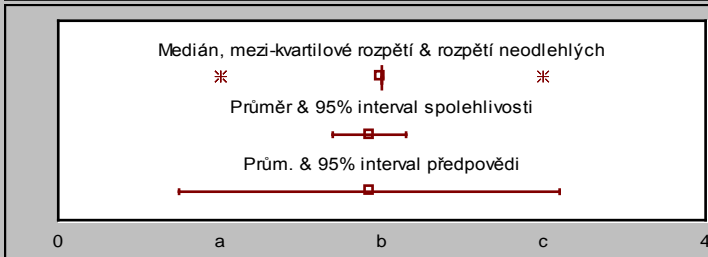 Medián, mezi-kvartilové rozpětí & rozpětí neodlehlých
Průměr & 95% interval spolehlivosti
Prům. & 95% interval předpovědi
0 a b c 4